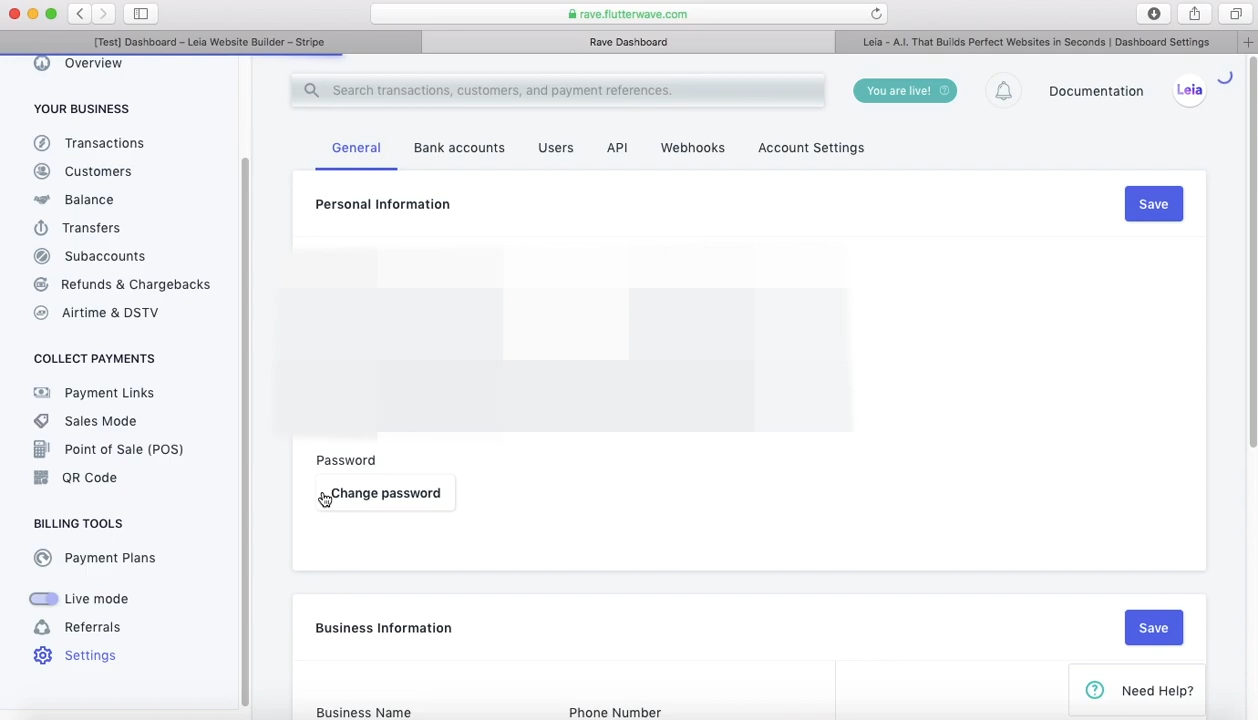 rave.flutterwave.com
[Test] Dashboard – Leia Website Builder – Stripe
Rave Dashboard
Leia - A.I. That Builds Perfect Websites in Seconds | Dashboard Settings
Overview
YOUR BUSINESS
Transactions
Customers
Balance
Transfers
Subaccounts
Refunds & Chargebacks
Airtime & DSTV
COLLECT PAYMENTS
Payment Links
Sales Mode
Point of Sale (POS)
QR Code
BILLING TOOLS
Payment Plans
Live mode
Referrals
Settings
Search transactions, customers, and payment references.
You are live!
Documentation
Leia
General
Bank accounts
Users
API
Webhooks
Account Settings
Personal Information
Save
Password
Change password
Business Information
Save
Business Name
Phone Number
Need Help?